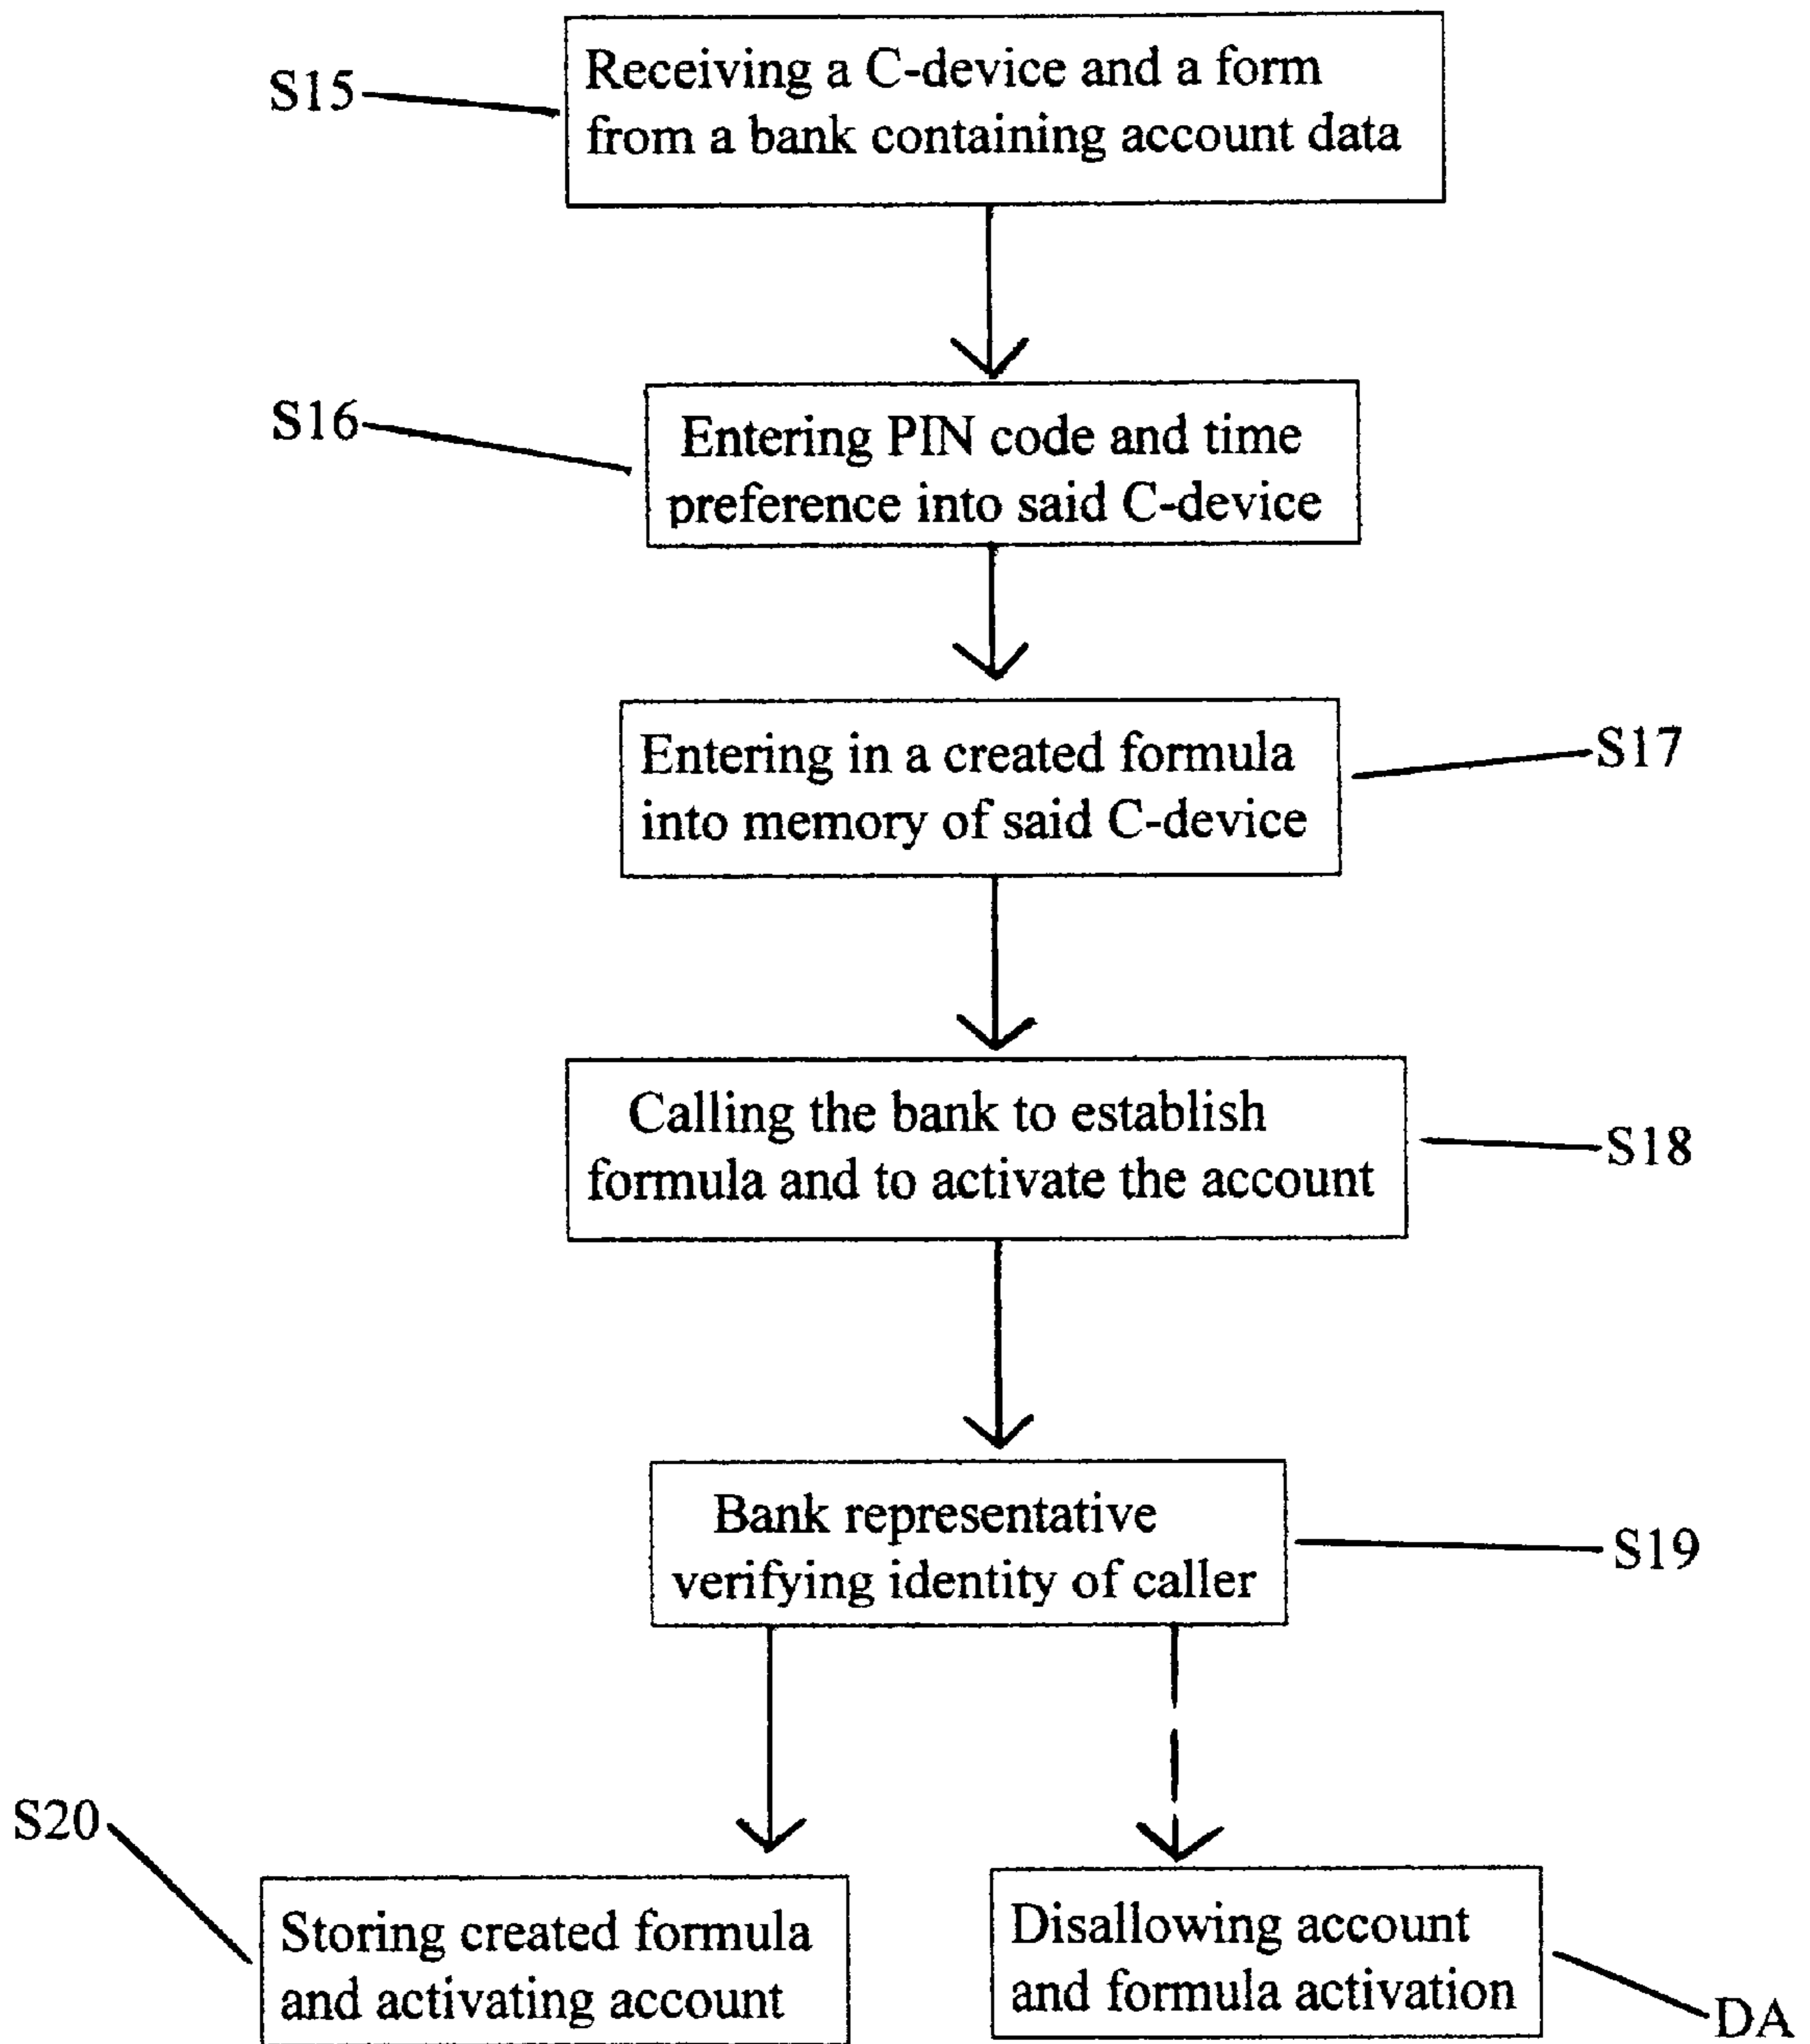 S15
Receiving a C-device and a form
from a bank containing account data
S16
Entering PIN code and time
preference into said C-device
Entering in a created formula
into memory of said C-device
S17
Calling the bank to establish
formula and to activate the account
S18
Bank representative
verifying identity of caller
S19
S20
Storing created formula
and activating account
Disallowing account
and formula activation
DA